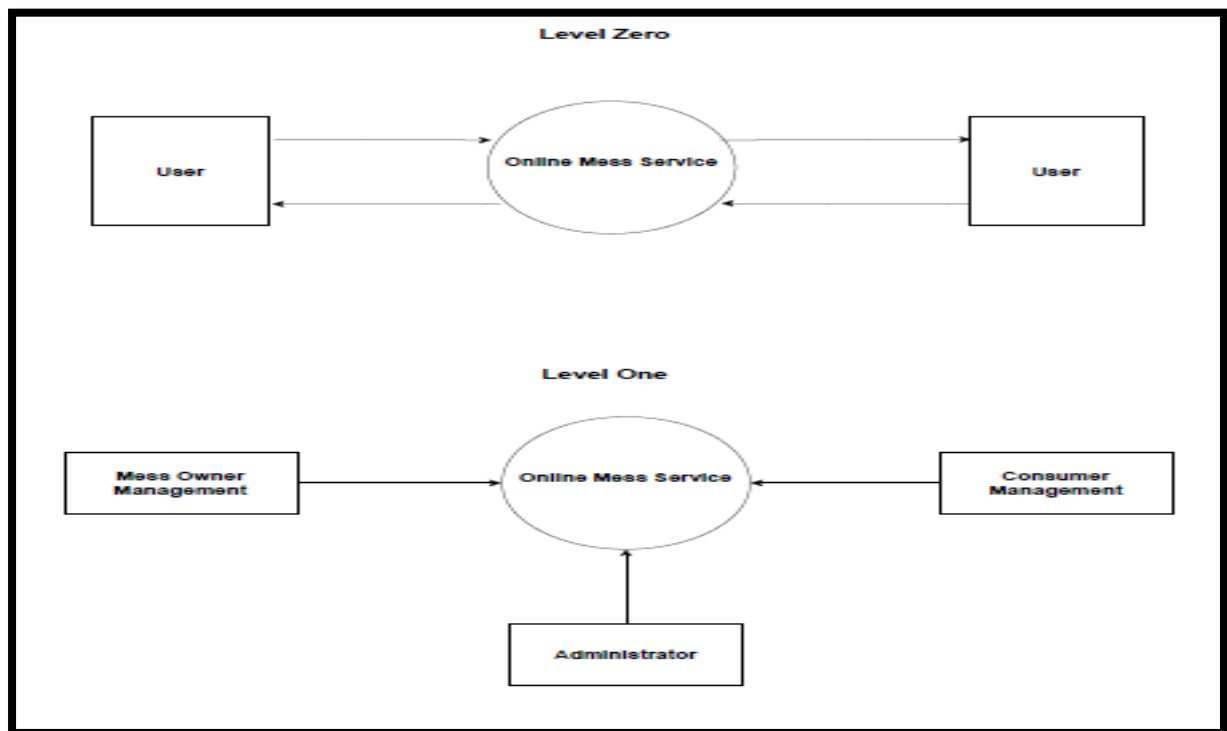 Level Zero
User
Online Mess Service
User
Level One
Mess Owner
Management
Online Mess Service
Consumer
Management
Administrator